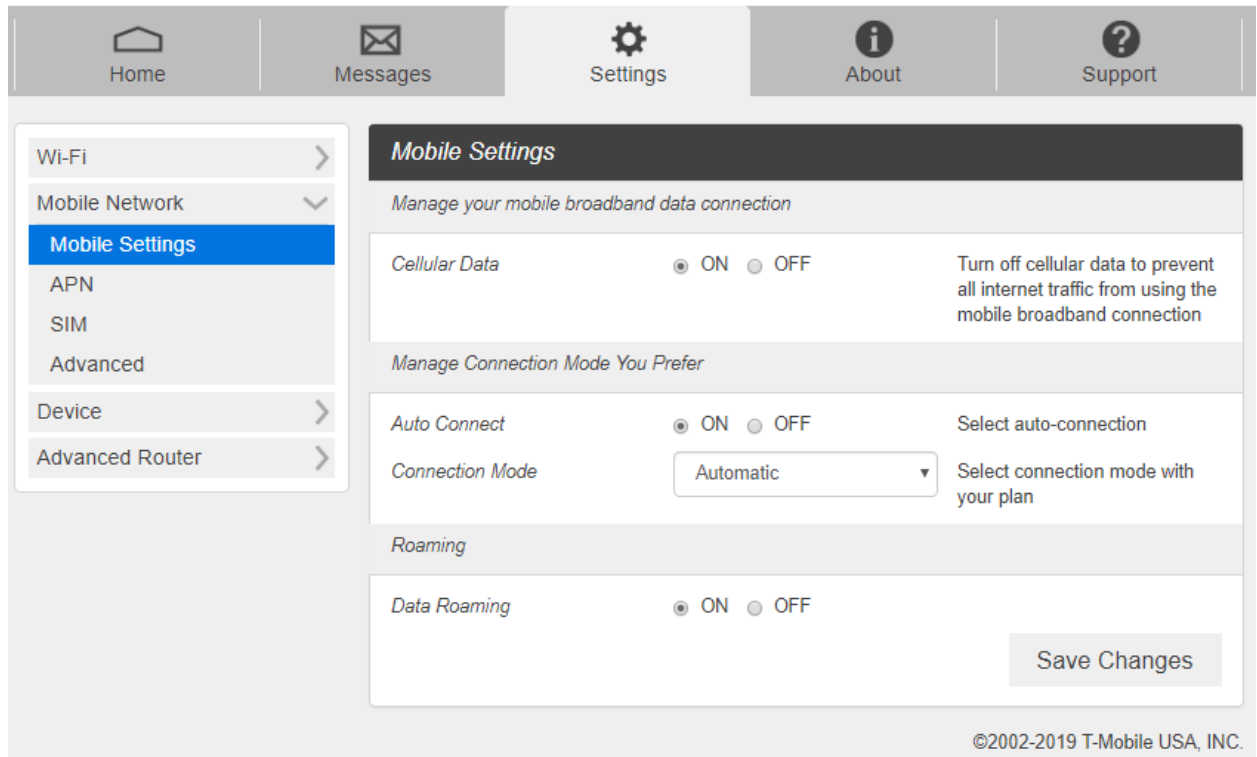 Home
Messages
Settings
About
Support
Wi-Fi
Mobile Network
Mobile Settings
APN
SIM
Advanced
Device
Advanced Router
Mobile Settings
Manage your mobile broadband data connection
Cellular Data
ON
OFF
Turn off cellular data to prevent
all internet traffic from using the
mobile broadband connection
Manage Connection Mode You Prefer
Auto Connect
ON
OFF
Select auto-connection
Connection Mode
Automatic
Select connection mode with
your plan
Roaming
Data Roaming
ON
OFF
Save Changes
©2002-2019 T-Mobile USA, INC.